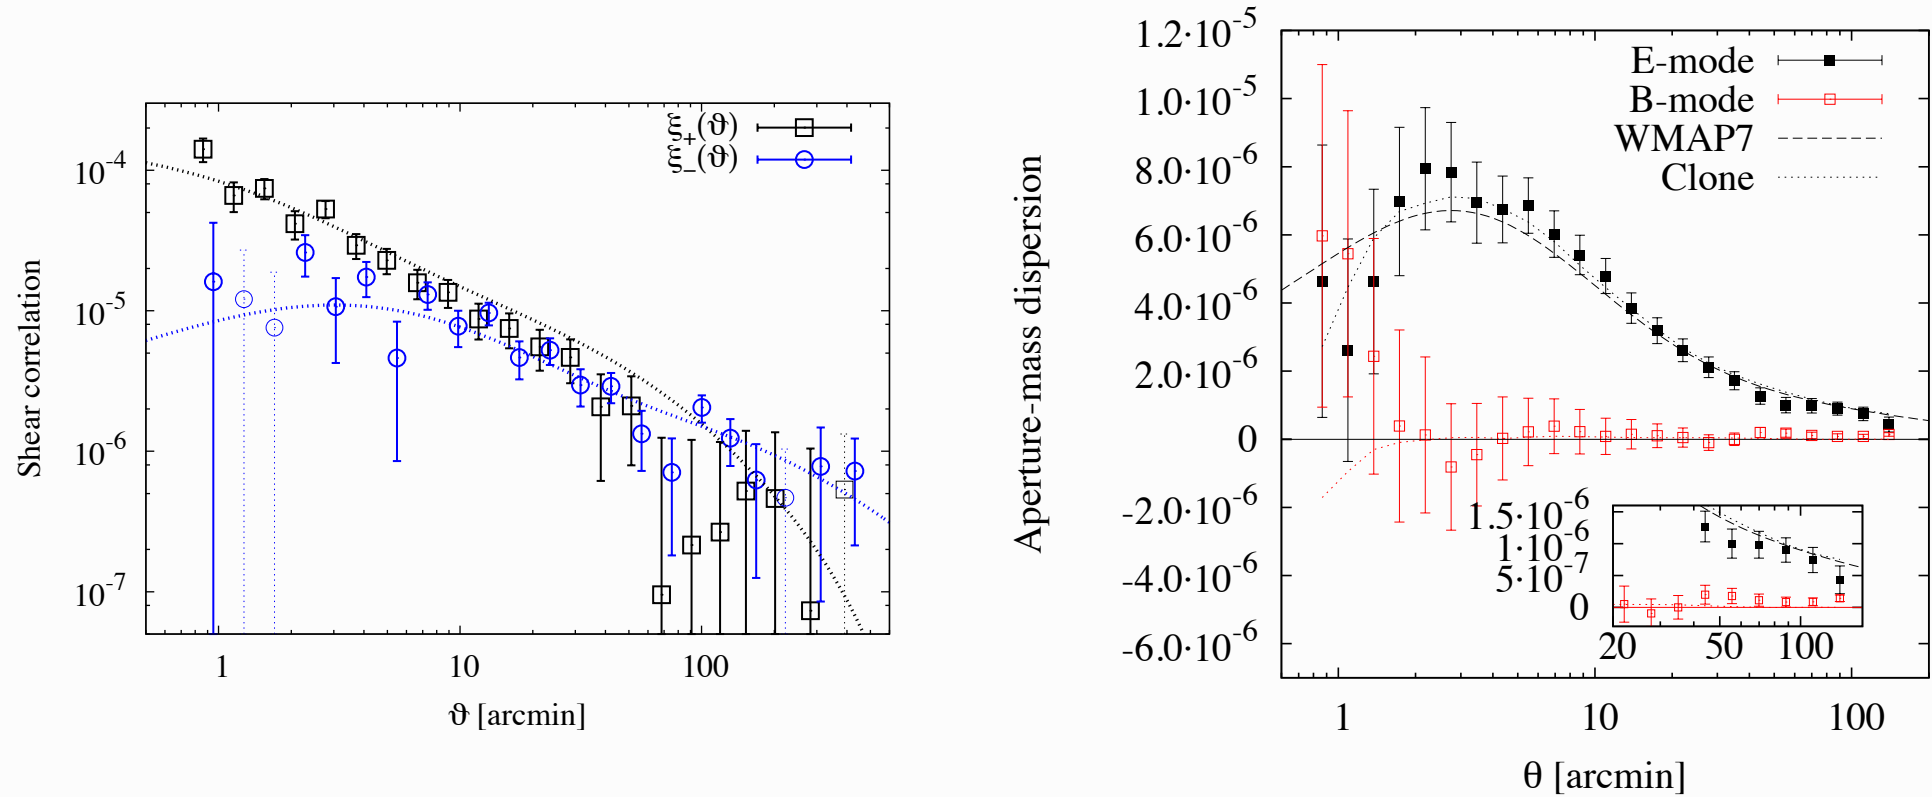 Shear correlation
10⁻⁴
10⁻⁵
10⁻⁶
10⁻⁷
ξ₊(ϑ)
ξ₋(ϑ)
1
10
100
ϑ [arcmin]
Aperture-mass dispersion
1.2·10⁻⁵
1.0·10⁻⁵
8.0·10⁻⁶
6.0·10⁻⁶
4.0·10⁻⁶
2.0·10⁻⁶
0
-2.0·10⁻⁶
-4.0·10⁻⁶
-6.0·10⁻⁶
E-mode
B-mode
WMAP7
Clone
1.5·10⁻⁶
1·10⁻⁶
5·10⁻⁷
0
20 50 100
1
10
100
θ [arcmin]